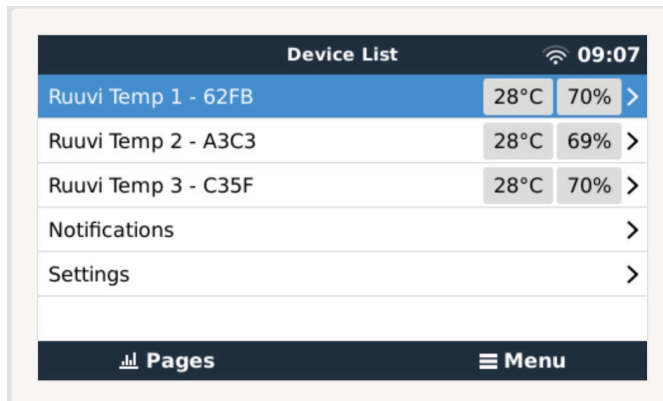 Device List 09:07
Ruuvi Temp 1 - 62FB 28°C 70%
Ruuvi Temp 2 - A3C3 28°C 69%
Ruuvi Temp 3 - C35F 28°C 70%
Notifications
Settings
Pages Menu